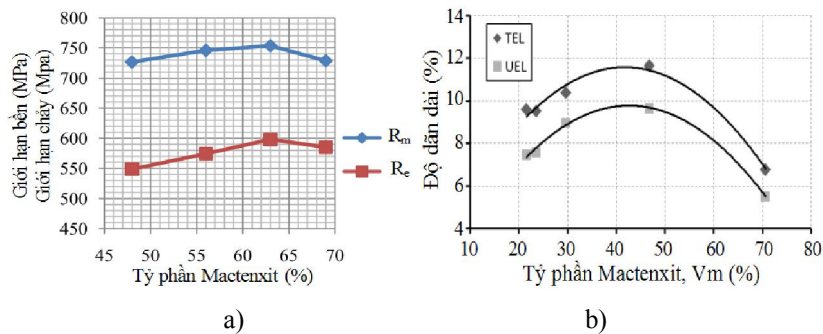 Giới hạn bền (MPa)
Giới hạn chảy (Mpa)
800
750
700
650
600
550
500
450
45 50 55 60 65 70
Tỷ phần Mactenxit (%)
Rm
Re
a)
Độ dãn dài (%)
14
12
10
8
6
4
TEL
UEL
10 20 30 40 50 60 70 80
Tỷ phần Mactenxit, Vm (%)
b)